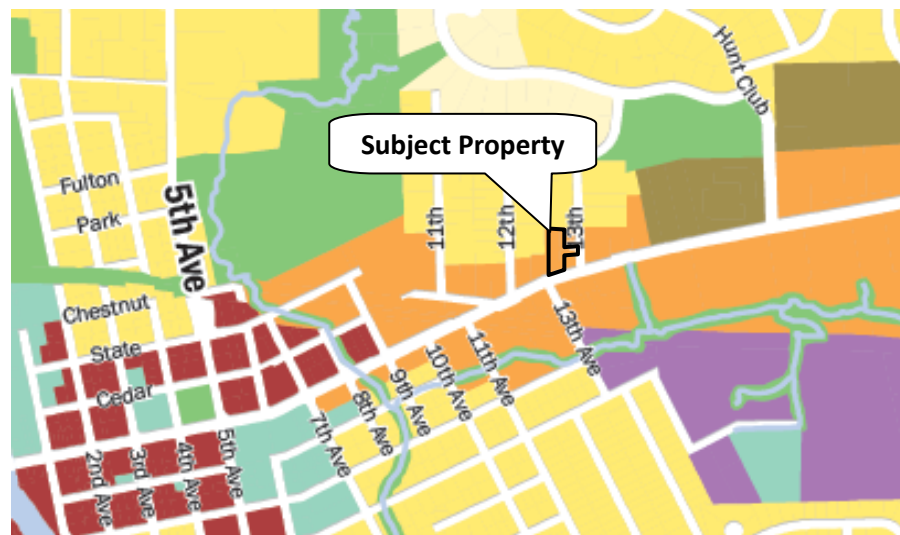 Hunt Club
Subject Property
Fulton
Park
5th Ave
11th
12th
13th
Chestnut
State
Cedar
13th Ave
11th Ave
10th Ave
9th Ave
8th Ave
7th Ave
5th Ave
4th Ave
3rd Ave
2nd Ave